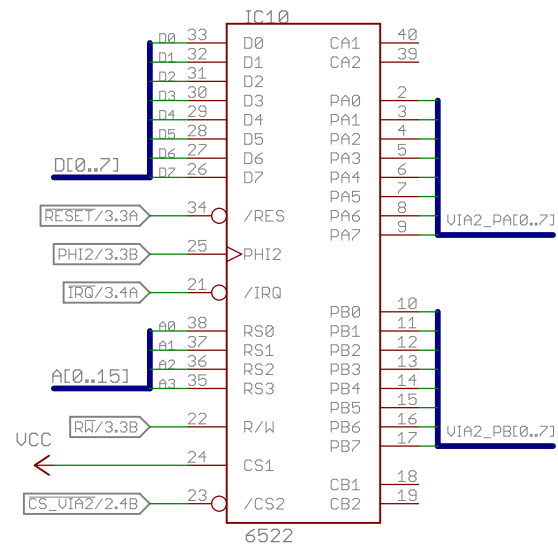 IC10
D0 33 D0 CA1 40
D1 32 D1 CA2 39
D2 31 D2
D3 30 D3 PA0 2
D4 29 D4 PA1 3
D5 28 D5 PA2 4
D6 27 D6 PA3 5
D[0..7] D7 26 D7 PA4 6
PA5 7
RESET/3.3A 34 /RES PA6 8
VIA2_PA[0..7]
PA7 9
PHI2/3.3B 25 PHI2
IRQ/3.4A 21 /IRQ
PB0 10
A0 38 RS0 PB1 11
A1 37 RS1 PB2 12
A2 36 RS2 PB3 13
A[0..15] A3 35 RS3 PB4 14
PB5 15
RW/3.3B 22 R/W PB6 16
VIA2_PB[0..7]
VCC PB7 17
24 CS1
CB1 18
CS_VIA2/2.4B 23 /CS2 CB2 19
6522